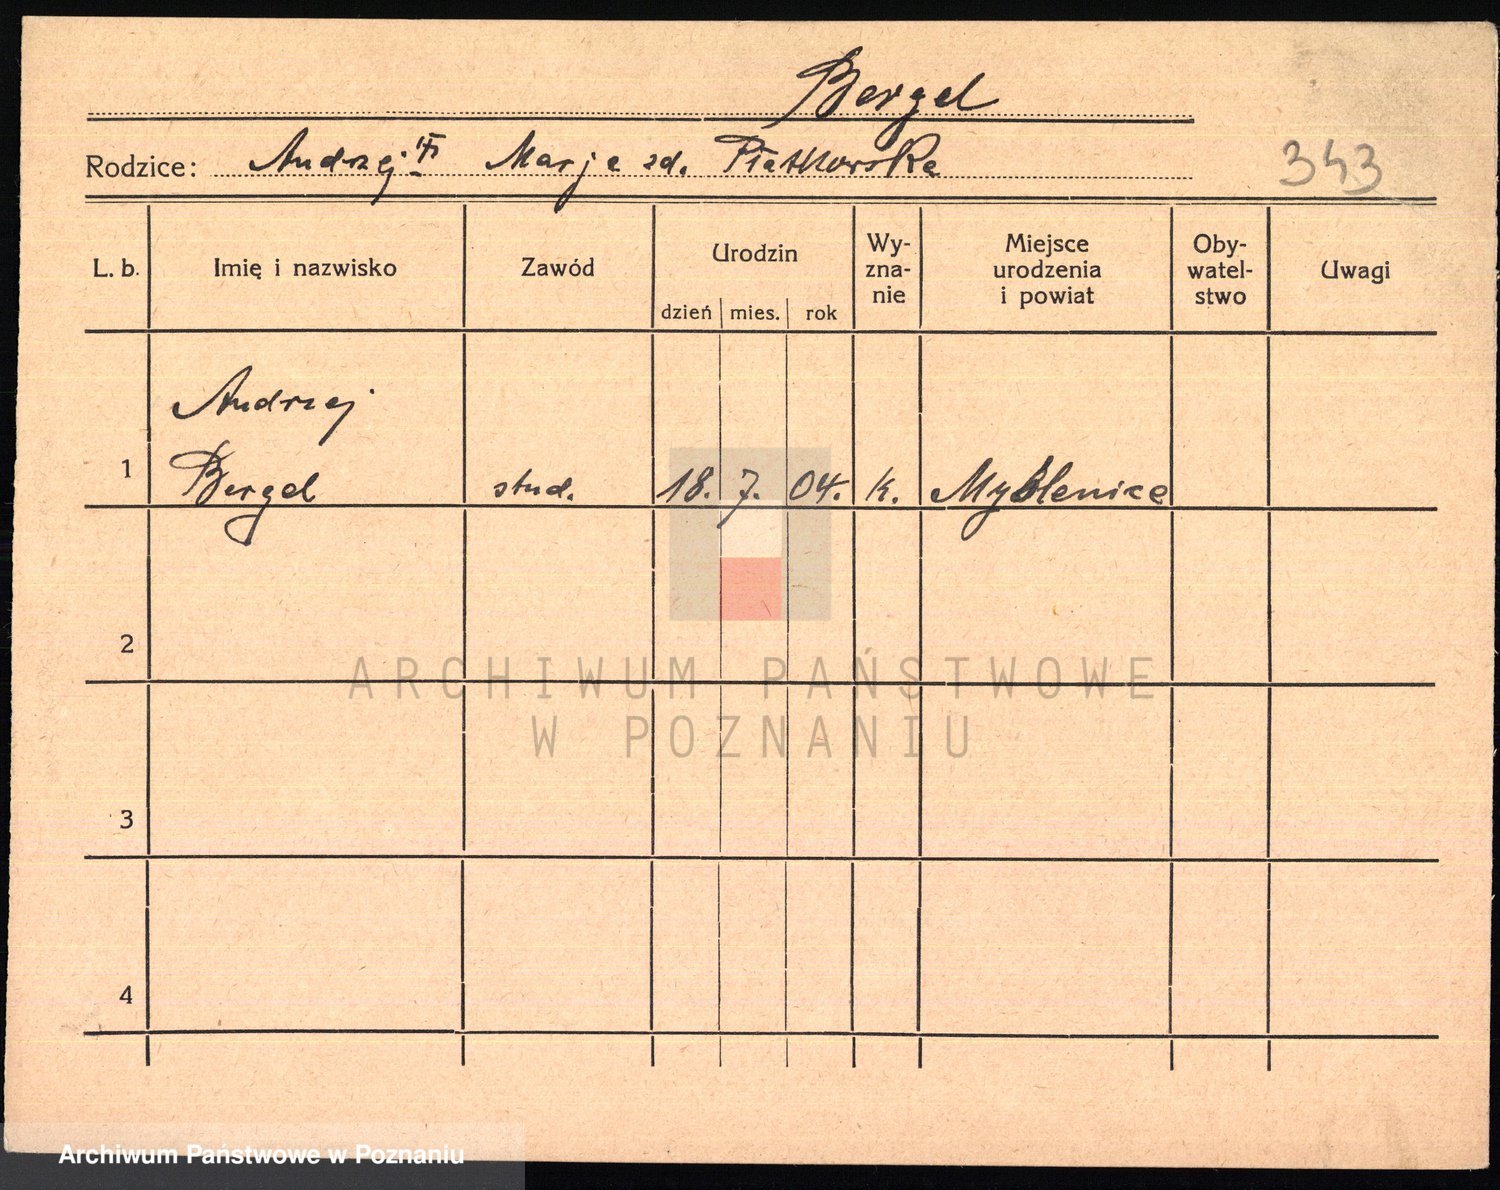 Bergel
Rodzice: Andrzej Marja zd. Piatkowska
343
L. b. Imię i nazwisko Zawód Urodzin Wy-zna-nie Miejsce urodzenia i powiat Oby-watel-stwo Uwagi
dzień mies. rok
Andrzej
1 Bergel stud. 18. 7. 04. k. Myślenice
2
ARCHIWUM PAŃSTWOWE
W POZNANIU
3
4
Archiwum Państwowe w Poznaniu